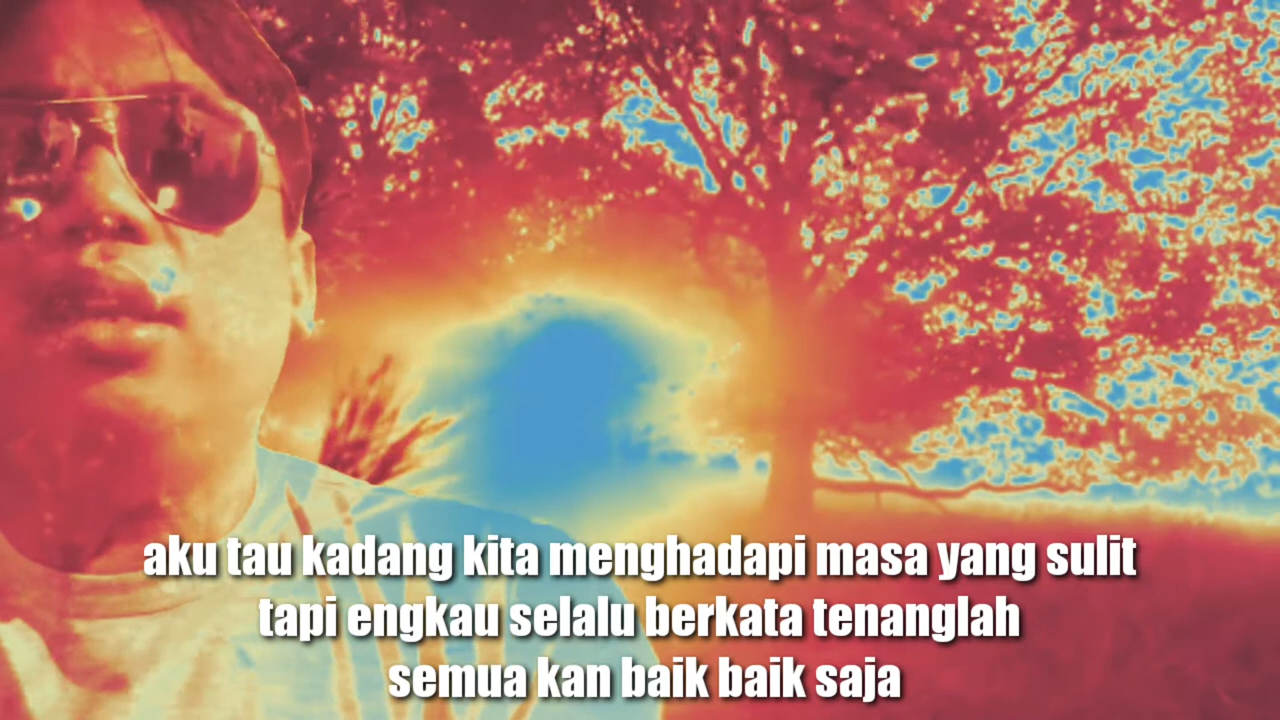 aku tau kadang kita menghadapi masa yang sulit
tapi engkau selalu berkata tenanglah
semua kan baik baik saja